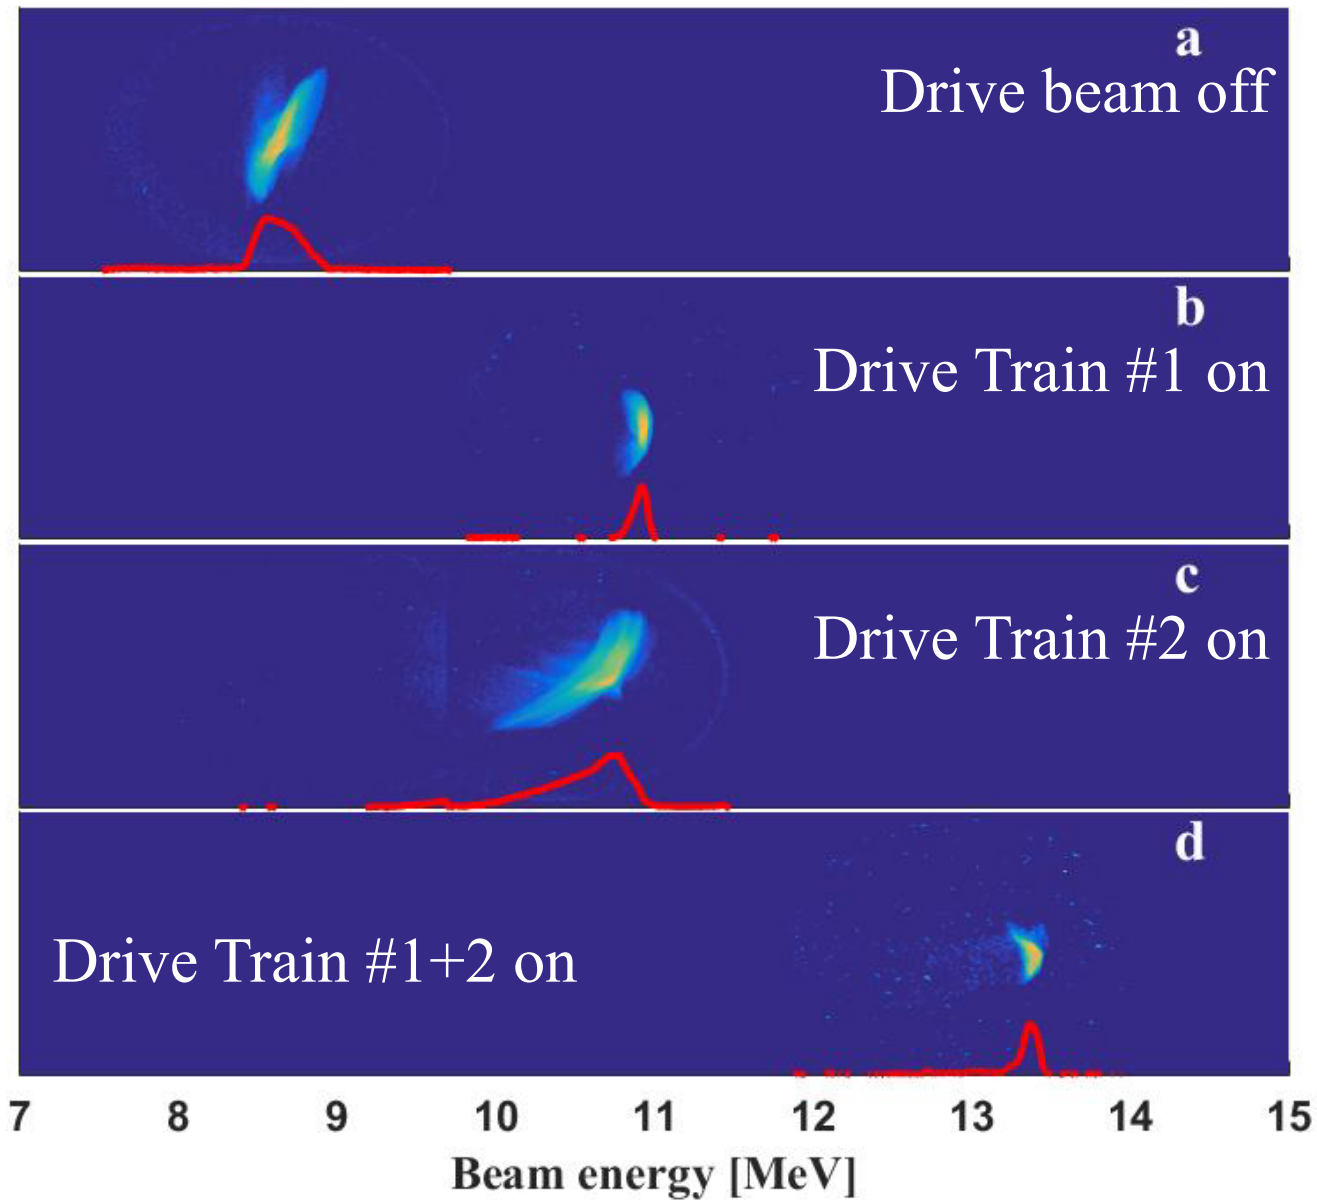 a
Drive beam off
b
Drive Train #1 on
c
Drive Train #2 on
d
Drive Train #1+2 on
7 8 9 10 11 12 13 14 15
Beam energy [MeV]